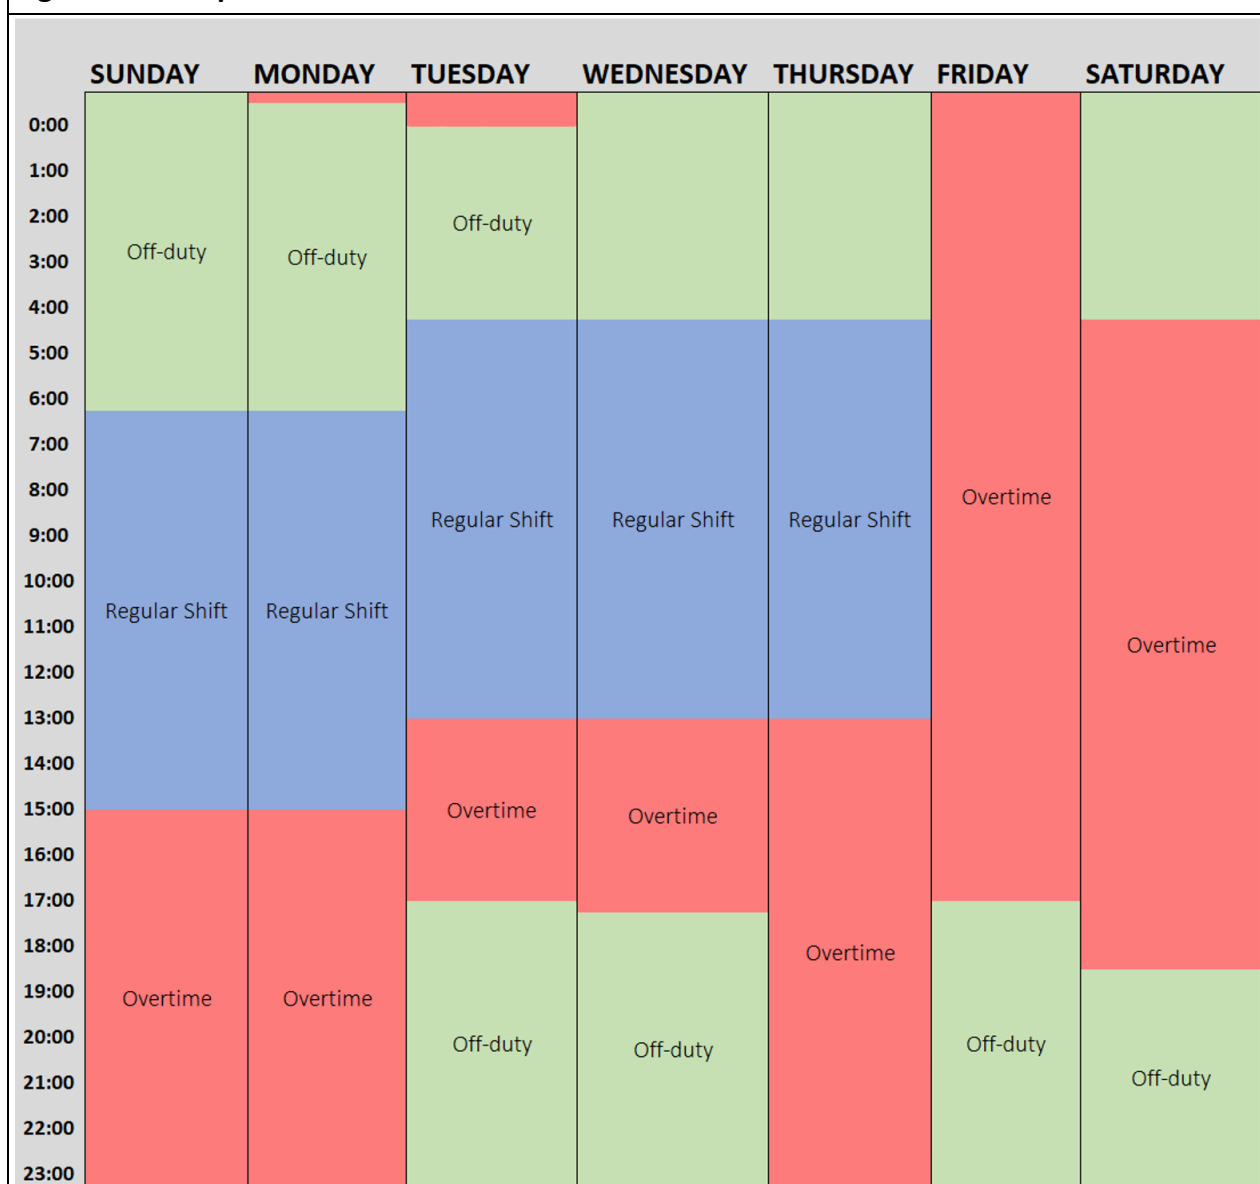 SUNDAY MONDAY TUESDAY WEDNESDAY THURSDAY FRIDAY SATURDAY
0:00
1:00
2:00 Off-duty
3:00 Off-duty Off-duty
4:00
5:00
6:00
7:00
8:00 Overtime
9:00 Regular Shift Regular Shift Regular Shift
10:00
11:00 Regular Shift Regular Shift
12:00 Overtime
13:00
14:00
15:00 Overtime Overtime
16:00
17:00
18:00 Overtime
19:00 Overtime Overtime
20:00 Off-duty Off-duty Off-duty
21:00 Off-duty
22:00
23:00